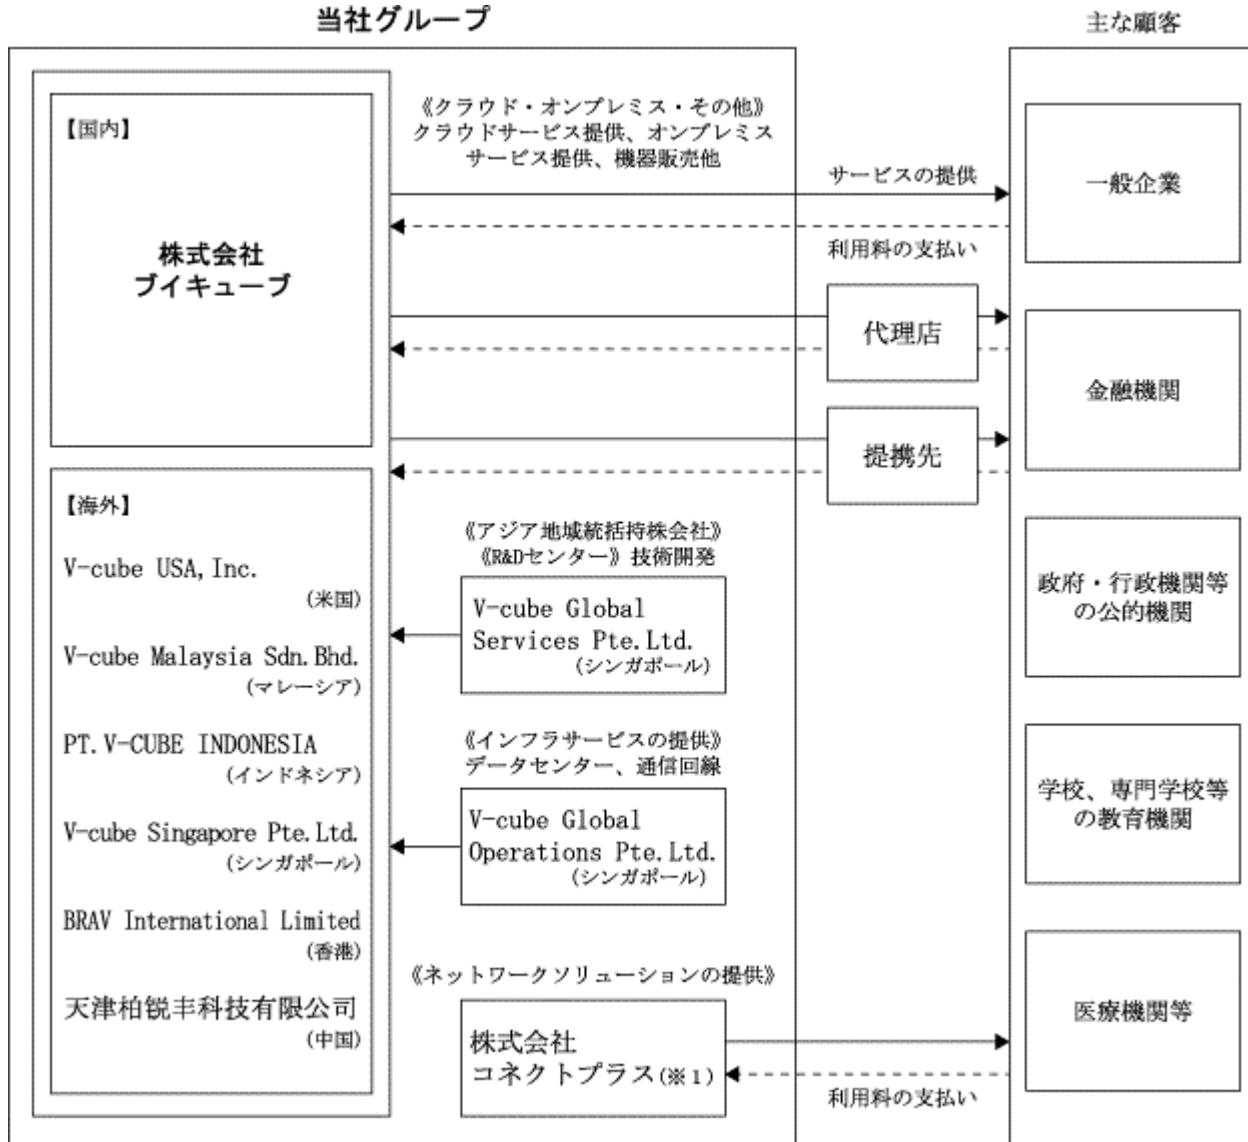 当社グループ
主な顧客
【国内】
株式会社
ブイキューブ
《クラウド・オンプレミス・その他》
クラウドサービス提供、オンプレミス
サービス提供、機器販売他
サービスの提供
利用料の支払い
代理店
提携先
【海外】
V-cube USA, Inc.
(米国)
V-cube Malaysia Sdn. Bhd.
(マレーシア)
PT. V-CUBE INDONESIA
(インドネシア)
V-cube Singapore Pte. Ltd.
(シンガポール)
BRAV International Limited
(香港)
天津柏锐丰科技有限公司
(中国)
《アジア地域統括持株会社》
《R&Dセンター》技術開発
V-cube Global
Services Pte. Ltd.
(シンガポール)
《インフラサービスの提供》
データセンター、通信回線
V-cube Global
Operations Pte. Ltd.
(シンガポール)
《ネットワークソリューションの提供》
株式会社
コネクトプラス(※1)
利用料の支払い
一般企業
金融機関
政府・行政機関等
の公的機関
学校、専門学校等
の教育機関
医療機関等